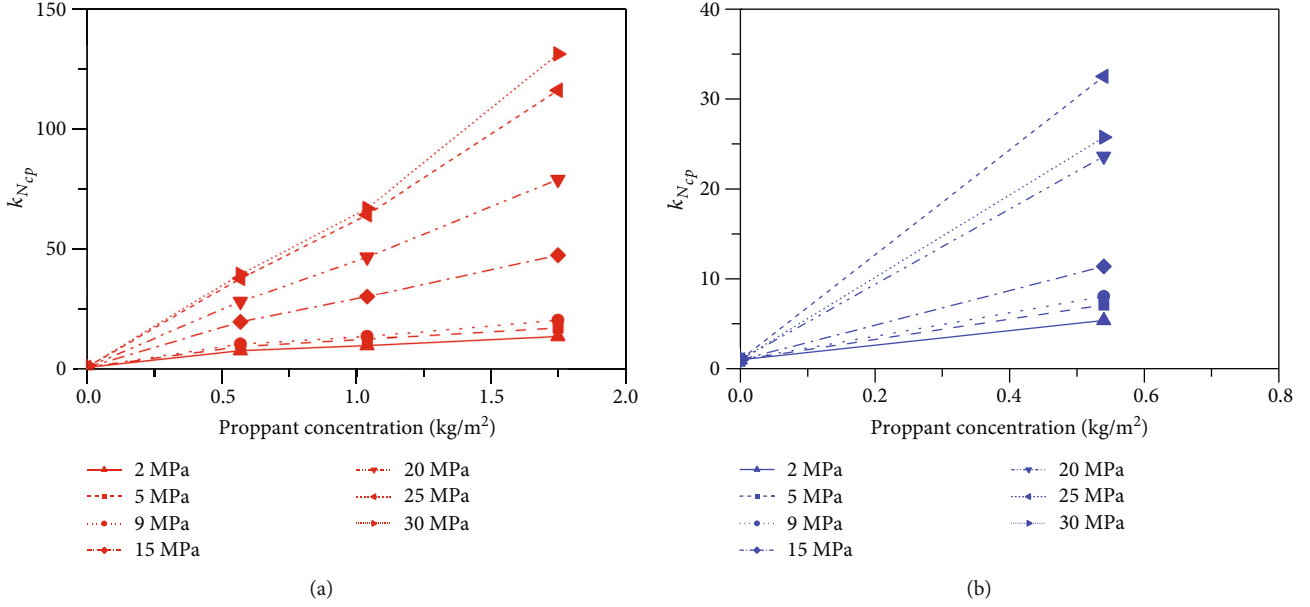 150
100
50
0
k_{N_{cp}}
0.0 0.5 1.0 1.5 2.0
Proppant concentration (kg/m²)
2 MPa 20 MPa
5 MPa 25 MPa
9 MPa 30 MPa
15 MPa
(a)
40
30
20
10
0
k_{N_{cp}}
0.0 0.2 0.4 0.6 0.8
Proppant concentration (kg/m²)
2 MPa 20 MPa
5 MPa 25 MPa
9 MPa 30 MPa
15 MPa
(b)